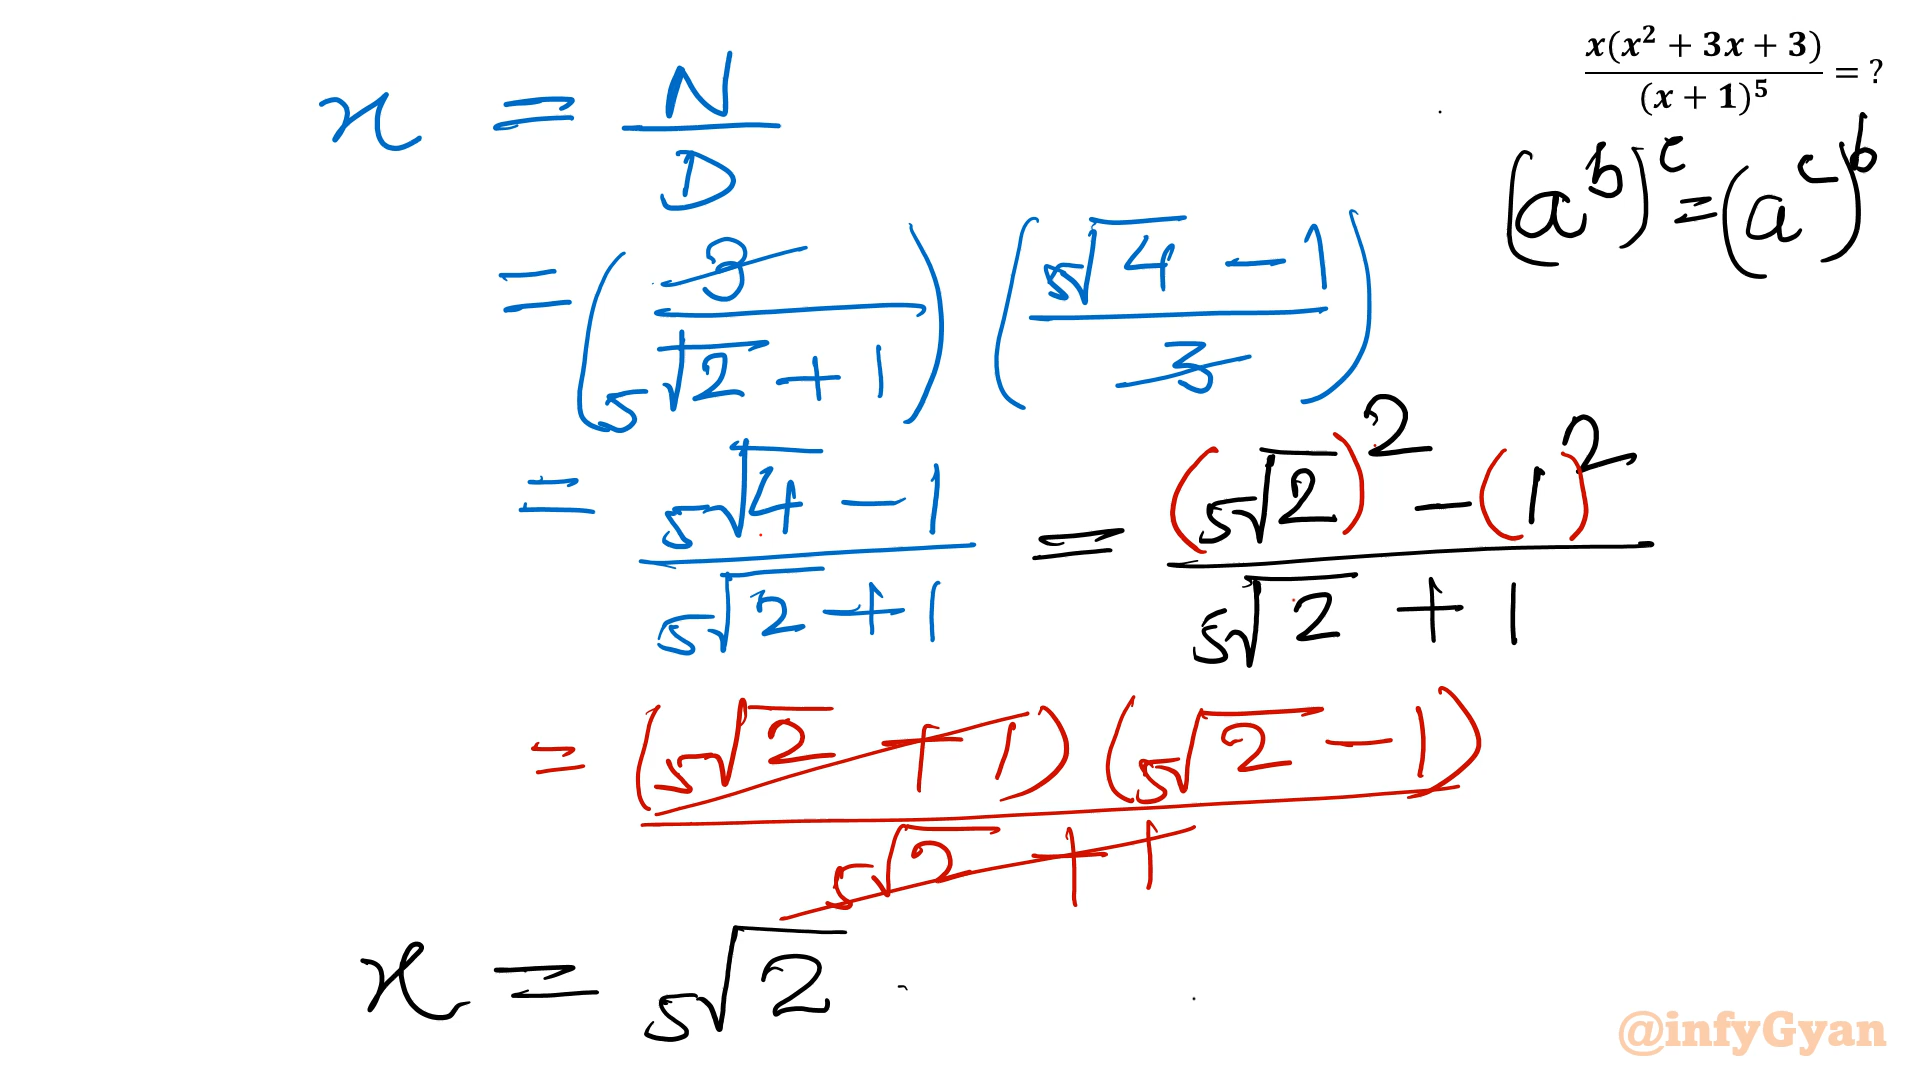 x(x² + 3x + 3) / (x + 1)⁵ = ?
(a^b)^c = (a^c)^b
x = N / D
= (3 / (⁵√2 + 1)) ((⁵√4 − 1) / 3)
= (⁵√4 − 1) / (⁵√2 + 1) = ((⁵√2)² − (1)²) / (⁵√2 + 1)
= (⁵√2 + 1)(⁵√2 − 1) / (⁵√2 + 1)
x = ⁵√2 -
@infyGyan